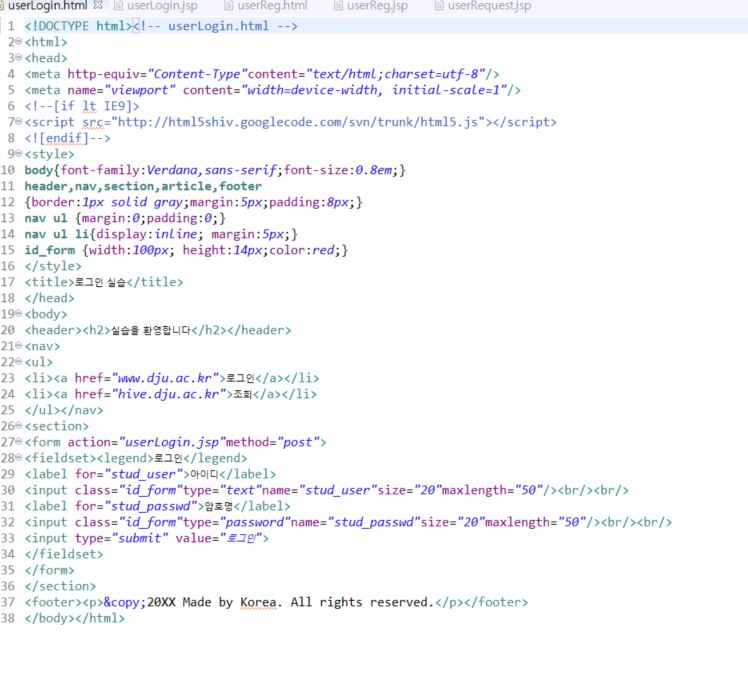 userLogin.html userLogin.jsp userReg.html userReg.jsp userRequest.jsp
1 <!DOCTYPE html><!-- userLogin.html -->
2 <html>
3 <head>
4 <meta http-equiv="Content-Type"content="text/html;charset=utf-8"/>
5 <meta name="viewport" content="width=device-width, initial-scale=1"/>
6 <!--[if lt IE9]>
7 <script src="http://html5shiv.googlecode.com/svn/trunk/html5.js"></script>
8 <![endif]-->
9 <style>
10 body{font-family:Verdana,sans-serif;font-size:0.8em;}
11 header,nav,section,article,footer
12 {border:1px solid gray;margin:5px;padding:8px;}
13 nav ul {margin:0;padding:0;}
14 nav ul li{display:inline; margin:5px;}
15 id_form {width:100px; height:14px;color:red;}
16 </style>
17 <title>로그인 실습</title>
18 </head>
19 <body>
20 <header><h2>실습을 환영합니다</h2></header>
21 <nav>
22 <ul>
23 <li><a href="www.dju.ac.kr">로그인</a></li>
24 <li><a href="hive.dju.ac.kr">조회</a></li>
25 </ul></nav>
26 <section>
27 <form action="userLogin.jsp"method="post">
28 <fieldset><legend>로그인</legend>
29 <label for="stud_user">아이디</label>
30 <input class="id_form"type="text"name="stud_user"size="20"maxlength="50"/><br/><br/>
31 <label for="stud_passwd">암호명</label>
32 <input class="id_form"type="password"name="stud_passwd"size="20"maxlength="50"/><br/><br/>
33 <input type="submit" value="로그인">
34 </fieldset>
35 </form>
36 </section>
37 <footer><p>&copy;20XX Made by Korea. All rights reserved.</p></footer>
38 </body></html>